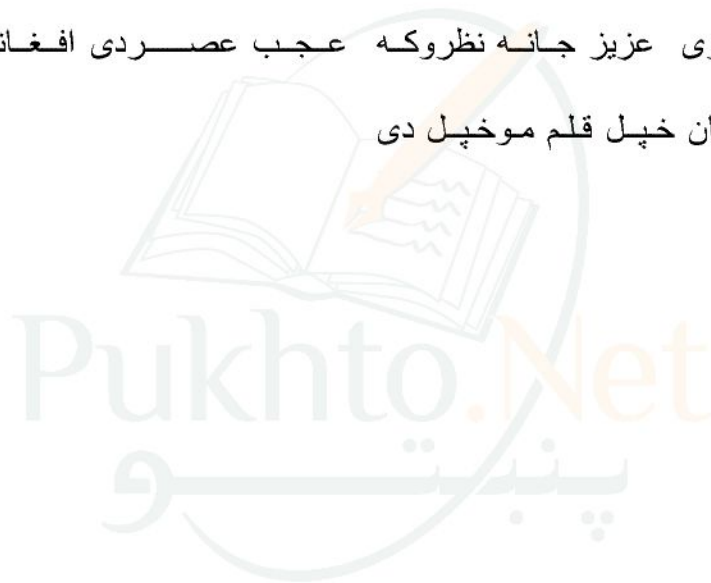 عزیز جانه نظروکه عجب عصردی
خپل قلم موخپل دی
Pukhto.Net
پښتو